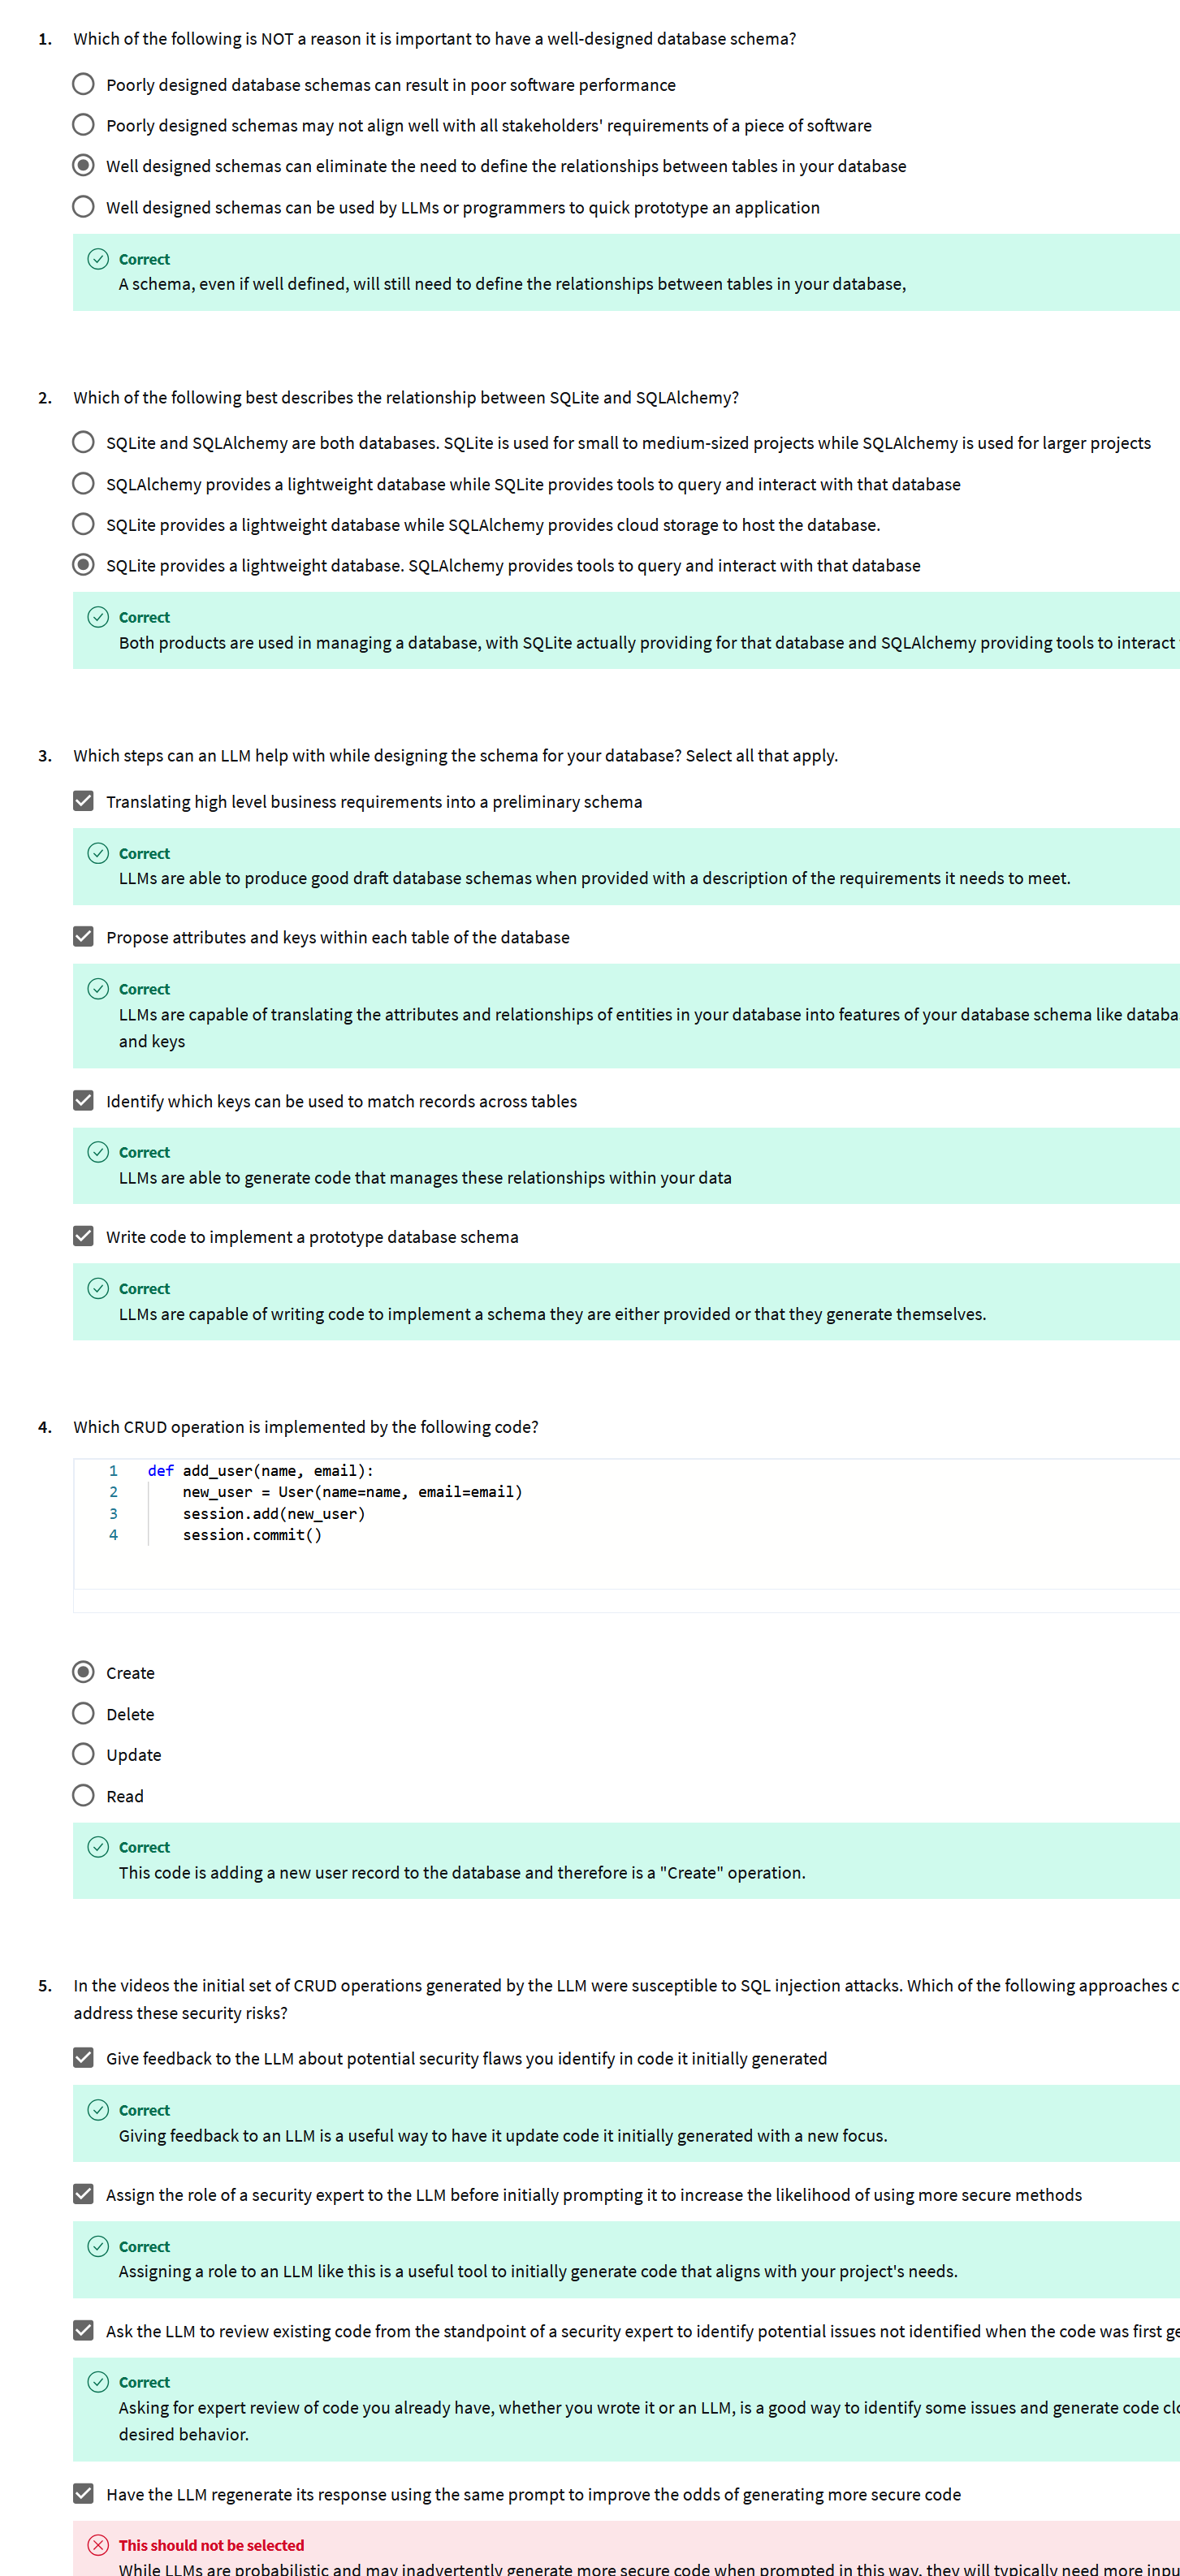 1. Which of the following is NOT a reason it is important to have a well-designed database schema?
Poorly designed database schemas can result in poor software performance
Poorly designed schemas may not align well with all stakeholders' requirements of a piece of software
Well designed schemas can eliminate the need to define the relationships between tables in your database
Well designed schemas can be used by LLMs or programmers to quick prototype an application
Correct
A schema, even if well defined, will still need to define the relationships between tables in your database,
2. Which of the following best describes the relationship between SQLite and SQLAlchemy?
SQLite and SQLAlchemy are both databases. SQLite is used for small to medium-sized projects while SQLAlchemy is used for larger projects
SQLAlchemy provides a lightweight database while SQLite provides tools to query and interact with that database
SQLite provides a lightweight database while SQLAlchemy provides cloud storage to host the database.
SQLite provides a lightweight database. SQLAlchemy provides tools to query and interact with that database
Correct
Both products are used in managing a database, with SQLite actually providing for that database and SQLAlchemy providing tools to interact
3. Which steps can an LLM help with while designing the schema for your database? Select all that apply.
Translating high level business requirements into a preliminary schema
Correct
LLMs are able to produce good draft database schemas when provided with a description of the requirements it needs to meet.
Propose attributes and keys within each table of the database
Correct
LLMs are capable of translating the attributes and relationships of entities in your database into features of your database schema like databa
and keys
Identify which keys can be used to match records across tables
Correct
LLMs are able to generate code that manages these relationships within your data
Write code to implement a prototype database schema
Correct
LLMs are capable of writing code to implement a schema they are either provided or that they generate themselves.
4. Which CRUD operation is implemented by the following code?
1 def add_user(name, email):
2 new_user = User(name=name, email=email)
3 session.add(new_user)
4 session.commit()
Create
Delete
Update
Read
Correct
This code is adding a new user record to the database and therefore is a "Create" operation.
5. In the videos the initial set of CRUD operations generated by the LLM were susceptible to SQL injection attacks. Which of the following approaches c
address these security risks?
Give feedback to the LLM about potential security flaws you identify in code it initially generated
Correct
Giving feedback to an LLM is a useful way to have it update code it initially generated with a new focus.
Assign the role of a security expert to the LLM before initially prompting it to increase the likelihood of using more secure methods
Correct
Assigning a role to an LLM like this is a useful tool to initially generate code that aligns with your project's needs.
Ask the LLM to review existing code from the standpoint of a security expert to identify potential issues not identified when the code was first ge
Correct
Asking for expert review of code you already have, whether you wrote it or an LLM, is a good way to identify some issues and generate code clo
desired behavior.
Have the LLM regenerate its response using the same prompt to improve the odds of generating more secure code
This should not be selected
While LLMs are probabilistic and may inadvertently generate more secure code when prompted in this way, they will typically need more inpu